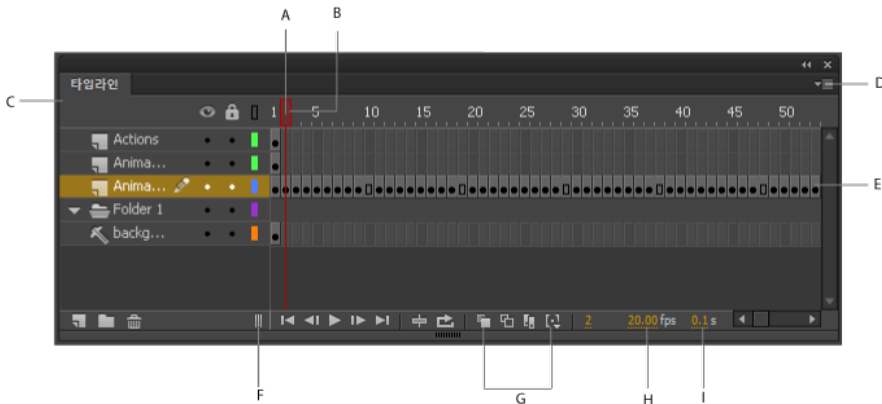 A B
타임라인
C D
1 5 10 15 20 25 30 35 40 45 50
Actions
Anima...
Anima... E
Folder 1
backg...
2 20.00 fps 0.1 s
F G H I